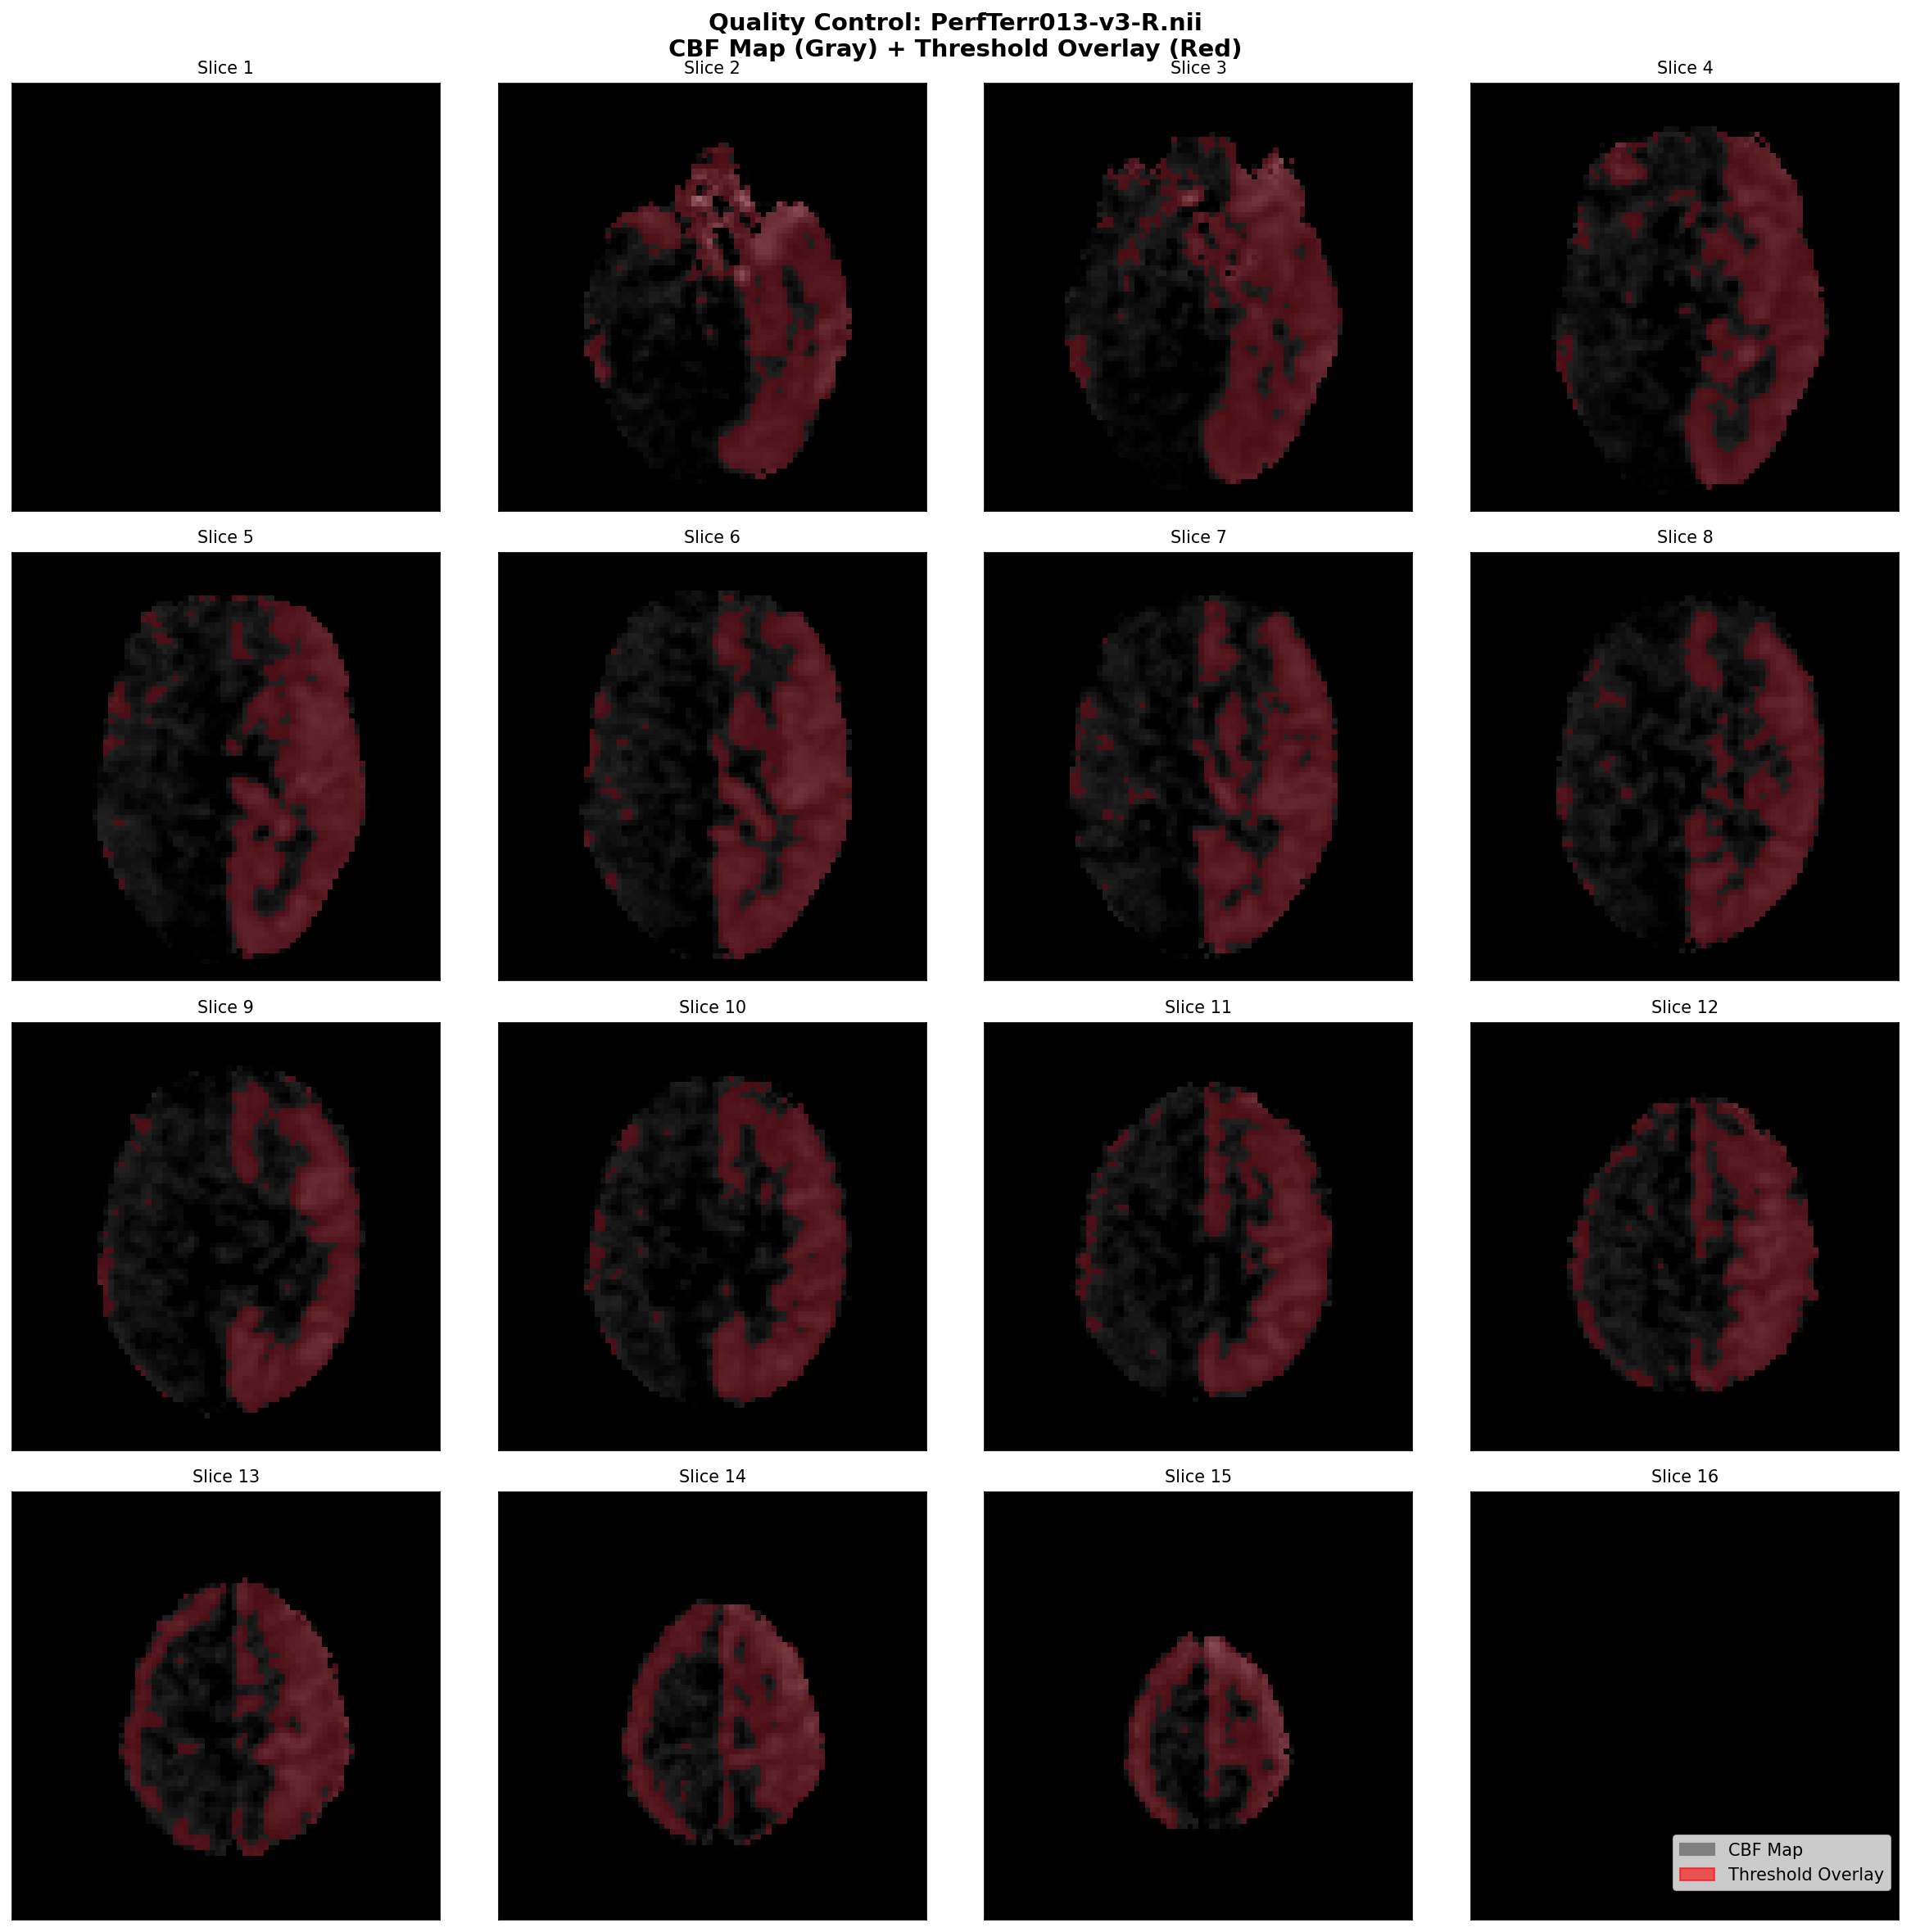 Quality Control: PerfTerr013-v3-R.nii
CBF Map (Gray) + Threshold Overlay (Red)
Slice 1
Slice 2
Slice 3
Slice 4
Slice 5
Slice 6
Slice 7
Slice 8
Slice 9
Slice 10
Slice 11
Slice 12
Slice 13
Slice 14
Slice 15
Slice 16
CBF Map
Threshold Overlay